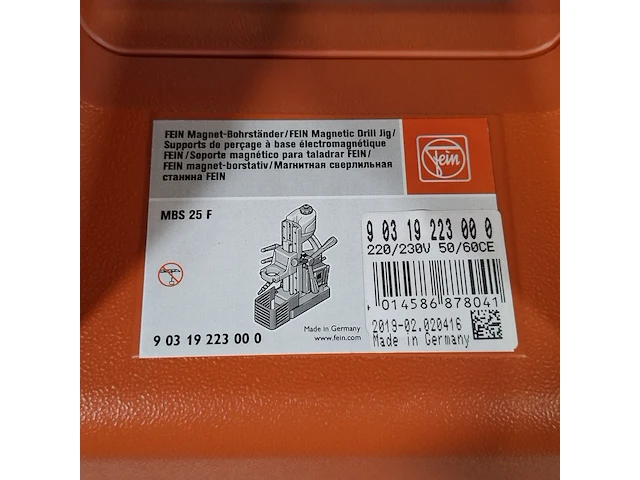 FEIN Magnet-Bohrständer/FEIN Magnetic Drill Jig/
Supports de perçage à base électromagnétique
FEIN/Soporte magnético para taladrar FEIN/
FEIN magnet-borstativ/Магнитная сверлильная
станина FEIN
Fein
MBS 25 F
9 03 19 223 00 0
220/230V 50/60CE
014586 878041
2019-02.020416
Made in Germany
Made in Germany
www.fein.com
9 03 19 223 00 0